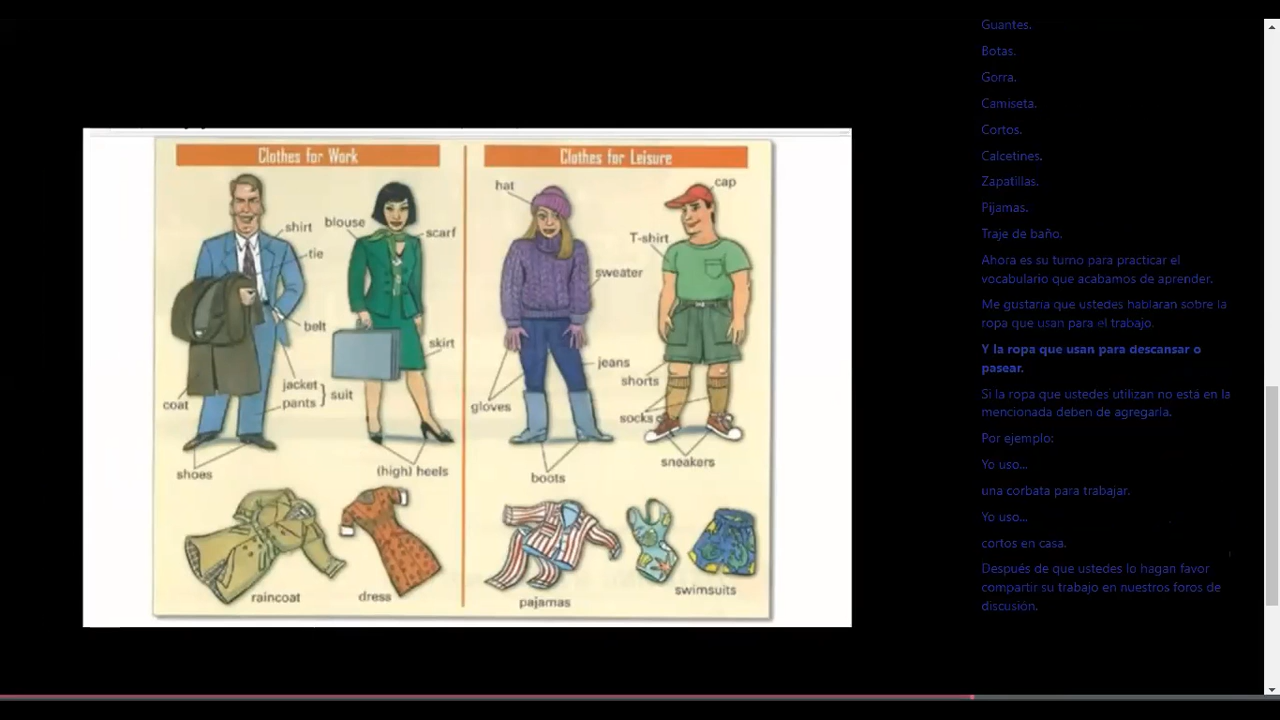 Clothes for Work
Clothes for Leisure
shirt
blouse
tie
scarf
belt
skirt
jacket
pants
suit
coat
shoes
(high) heels
raincoat
dress
hat
cap
T-shirt
sweater
jeans
shorts
gloves
socks
sneakers
boots
pajamas
swimsuits
Guantes.
Botas.
Gorra.
Camiseta.
Cortos.
Calcetines.
Zapatillas.
Pijamas.
Traje de baño.
Ahora es su turno para practicar el
vocabulario que acabamos de aprender.
Me gustaría que ustedes hablaran sobre la
ropa que usan para el trabajo.
Y la ropa que usan para descansar o
pasear.
Si la ropa que ustedes utilizan no está en la
mencionada deben de agregarla.
Por ejemplo:
Yo uso...
una corbata para trabajar.
Yo uso...
cortos en casa.
Después de que ustedes lo hagan favor
compartir su trabajo en nuestros foros de
discusión.